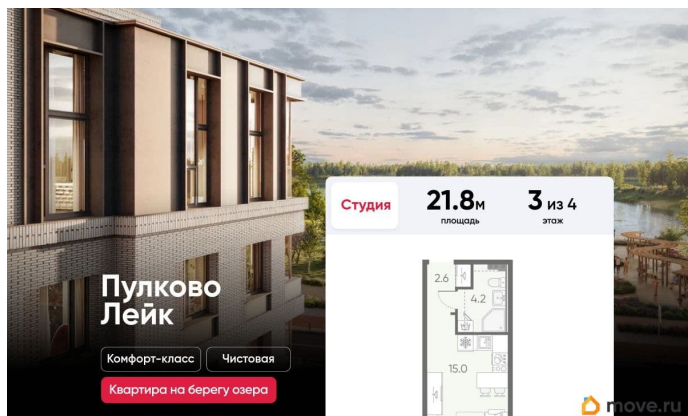 Студия
21.8м
площадь
3 из 4
этаж
2.6
4.2
15.0
Пулково
Лейк
Комфорт-класс
Чистовая
Квартира на берегу озера
move.ru